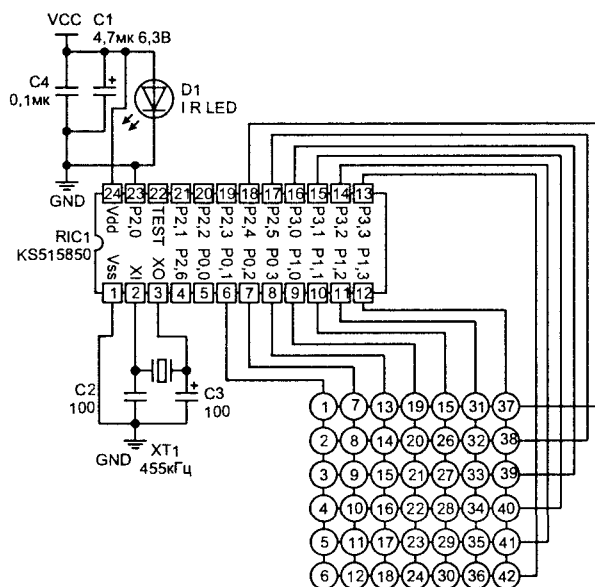 VCC
C1
4,7мк 6,3В
C4
0,1мк
D1
I R LED
GND
24 23 22 21 20 19 18 17 16 15 14 13
Vdd P2,0 TEST P2,1 P2,2 P2,3 P2,4 P2,5 P3,0 P3,1 P3,2 P3,3
RIC1
KS515850
Vss XI XO P2,6 P0,0 P0,1 P0,2 P0 3 P1,0 P1,1 P1,2 P1,3
1 2 3 4 5 6 7 8 9 10 11 12
C2
100
C3
100
GND
XT1
455кГц
1 7 13 19 15 31 37
2 8 14 20 26 32 38
3 9 15 21 27 33 39
4 10 16 22 28 34 40
5 11 17 23 29 35 41
6 12 18 24 30 36 42